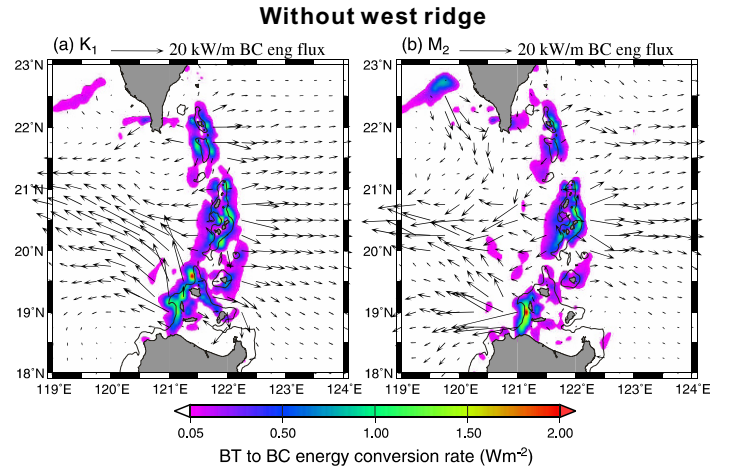 Without west ridge
(a) K1 20 kW/m BC eng flux
(b) M2 20 kW/m BC eng flux
23°N
22°N
21°N
20°N
19°N
18°N
119°E 120°E 121°E 122°E 123°E 124°E
23°N
22°N
21°N
20°N
19°N
18°N
119°E 120°E 121°E 122°E 123°E 124°E
0.05 0.50 1.00 1.50 2.00
BT to BC energy conversion rate (Wm-2)